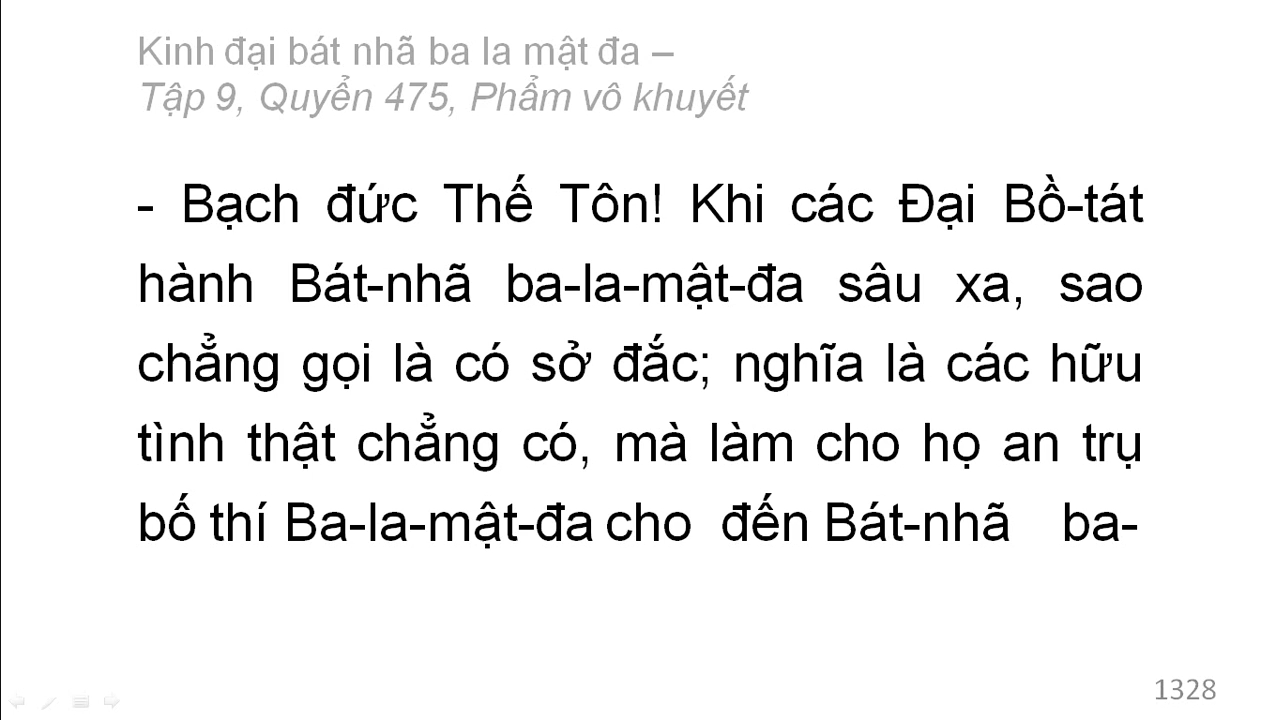 Kinh đại bát nhã ba la mật đa –
Tập 9, Quyển 475, Phẩm vô khuyết
- Bạch đức Thế Tôn! Khi các Đại Bồ-tát
hành Bát-nhã ba-la-mật-đa sâu xa, sao
chẳng gọi là có sở đắc; nghĩa là các hữu
tình thật chẳng có, mà làm cho họ an trụ
bố thí Ba-la-mật-đa cho đến Bát-nhã ba-
1328